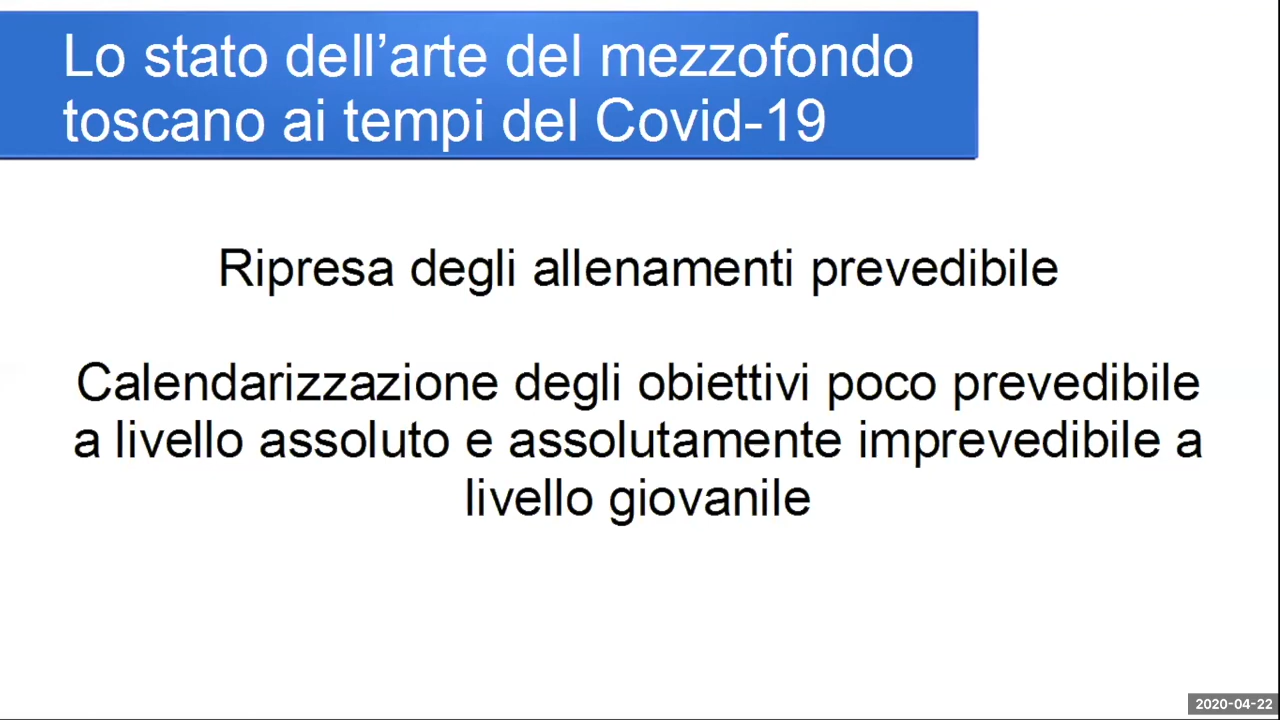 Lo stato dell’arte del mezzofondo
toscano ai tempi del Covid-19
Ripresa degli allenamenti prevedibile
Calendarizzazione degli obiettivi poco prevedibile
a livello assoluto e assolutamente imprevedibile a
livello giovanile
2020-04-22